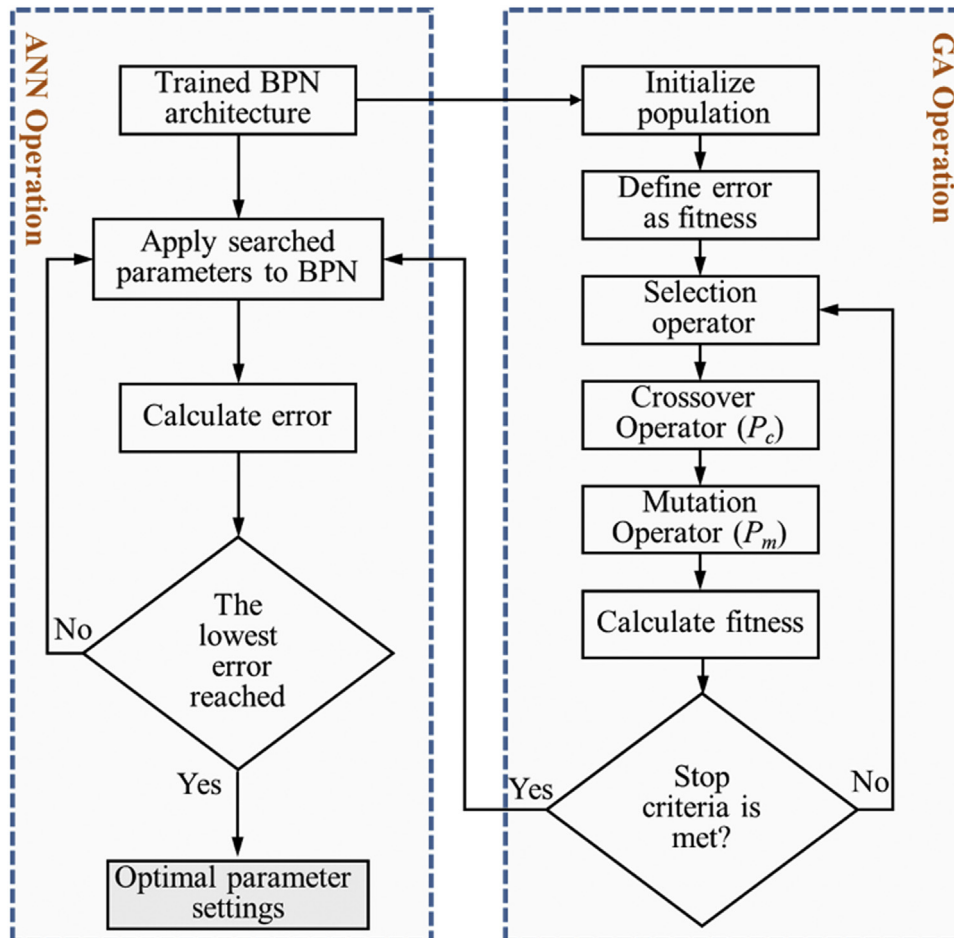 ANN Operation
Trained BPN
architecture
Apply searched
parameters to BPN
Calculate error
The
lowest
error
reached
No
Yes
Optimal parameter
settings
GA Operation
Initialize
population
Define error
as fitness
Selection
operator
Crossover
Operator (Pc)
Mutation
Operator (Pm)
Calculate fitness
Stop
criteria is
met?
Yes
No